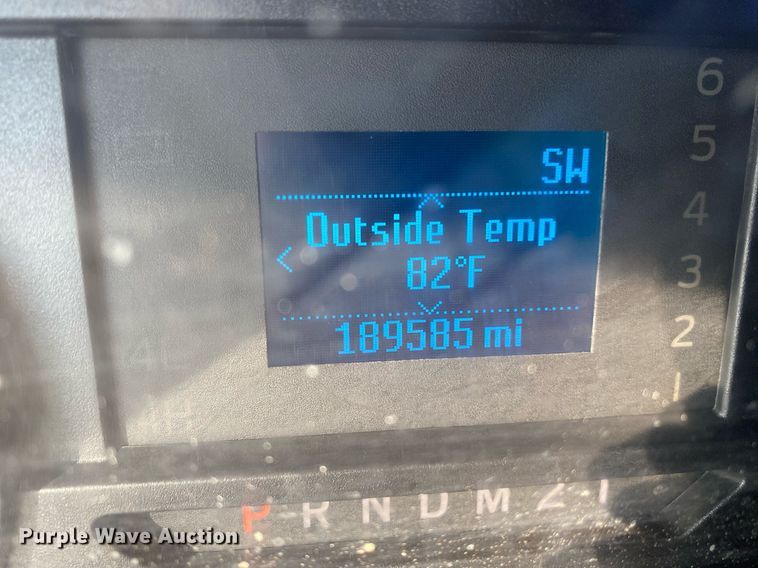 6
5
SW
4
Outside Temp
< 82°F
3
189585 mi
2
1
P R N D M 2 1
Purple Wave Auction